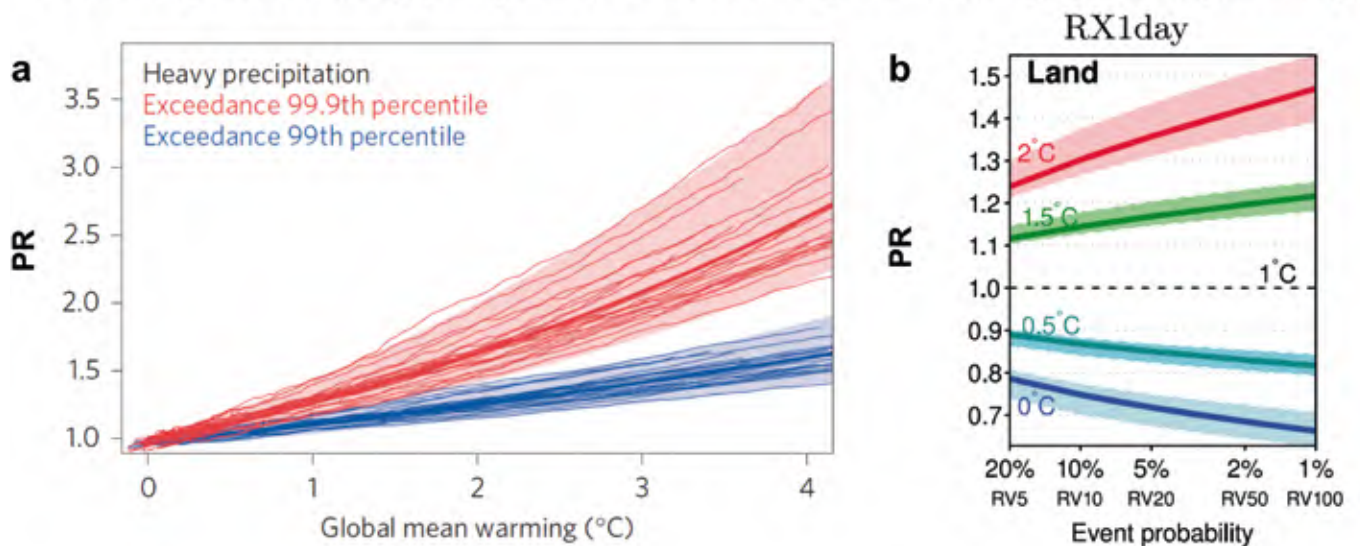 a
Heavy precipitation
Exceedance 99.9th percentile
Exceedance 99th percentile
PR
3.5
3.0
2.5
2.0
1.5
1.0
0 1 2 3 4
Global mean warming (°C)
RX1day
b
Land
PR
1.5
1.4
1.3
1.2
1.1
1.0
0.9
0.8
0.7
2°C
1.5°C
1°C
0.5°C
0°C
20% 10% 5% 2% 1%
RV5 RV10 RV20 RV50 RV100
Event probability